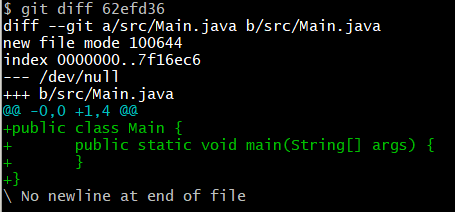 $ git diff 62efd36
diff --git a/src/Main.java b/src/Main.java
new file mode 100644
index 0000000..7f16ec6
--- /dev/null
+++ b/src/Main.java
@@ -0,0 +1,4 @@
+public class Main {
+       public static void main(String[] args) {
+       }
+}
\ No newline at end of file